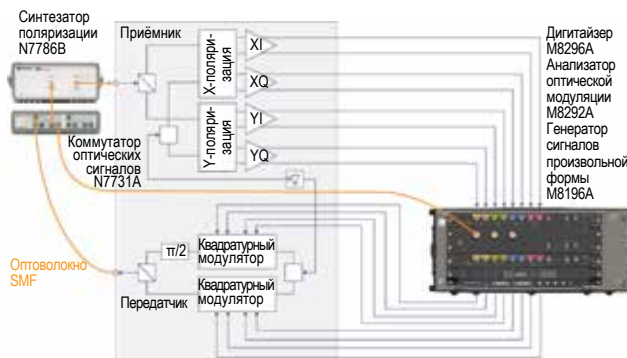 Синтезатор
поляризации
N7786B
Приёмник
X-поляри-
зация
Y-поляри-
зация
XI
XQ
YI
YQ
Коммутатор
оптических
сигналов
N7731A
Дигитайзер
M8296A
Анализатор
оптической
модуляции
M8292A
Генератор
сигналов
произвольной
формы
M8196A
π/2
Квадратурный
модулятор
Квадратурный
модулятор
Оптоволокно
SMF
Передатчик